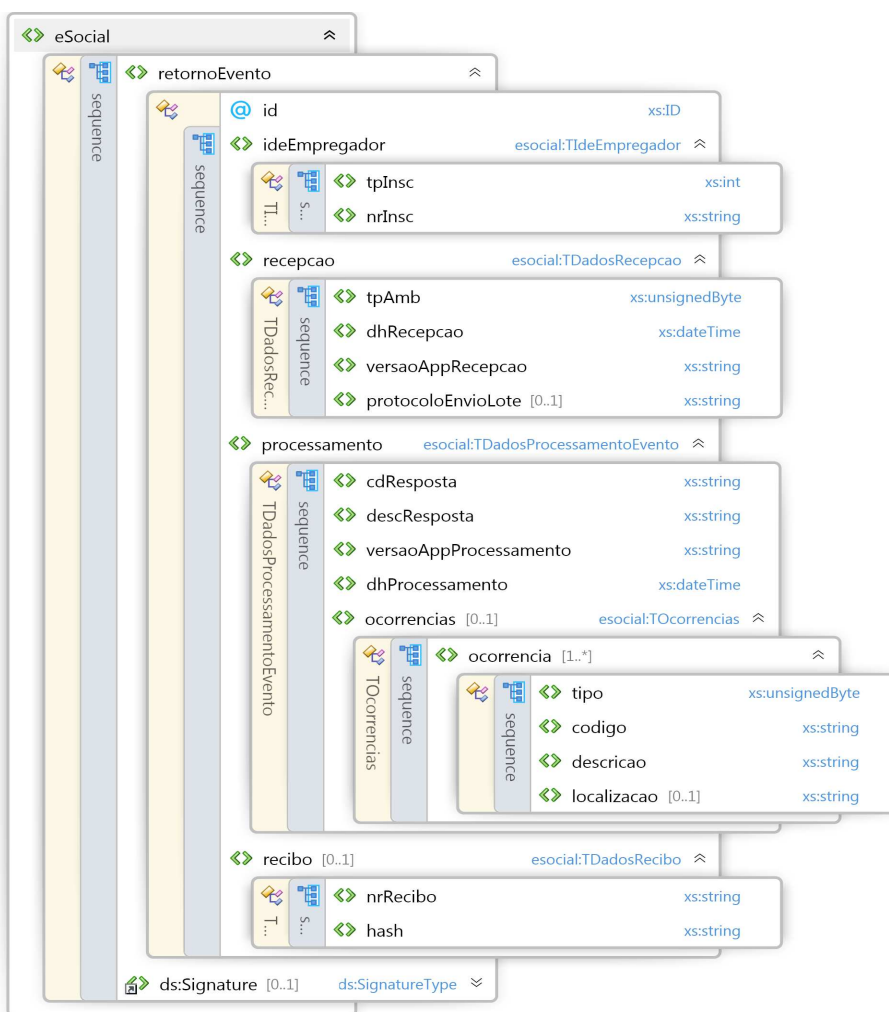 eSocial
retornoEvento
sequence
id xs:ID
ideEmpregador esocial:TIdeEmpregador
sequence
tpInsc xs:int
TI... s...
nrInsc xs:string
recepcao esocial:TDadosRecepcao
tpAmb xs:unsignedByte
TDadosRec... sequence
dhRecepcao xs:dateTime
versaoAppRecepcao xs:string
protocoloEnvioLote [0..1] xs:string
processamento esocial:TDadosProcessamentoEvento
cdResposta xs:string
TDadosProcessamentoEvento sequence
descResposta xs:string
versaoAppProcessamento xs:string
dhProcessamento xs:dateTime
ocorrencias [0..1] esocial:TOcorrencias
ocorrencia [1..*]
TOcorrencias sequence
tipo xs:unsignedByte
sequence
codigo xs:string
descricao xs:string
localizacao [0..1] xs:string
recibo [0..1] esocial:TDadosRecibo
nrRecibo xs:string
T... s...
hash xs:string
ds:Signature [0..1] ds:SignatureType